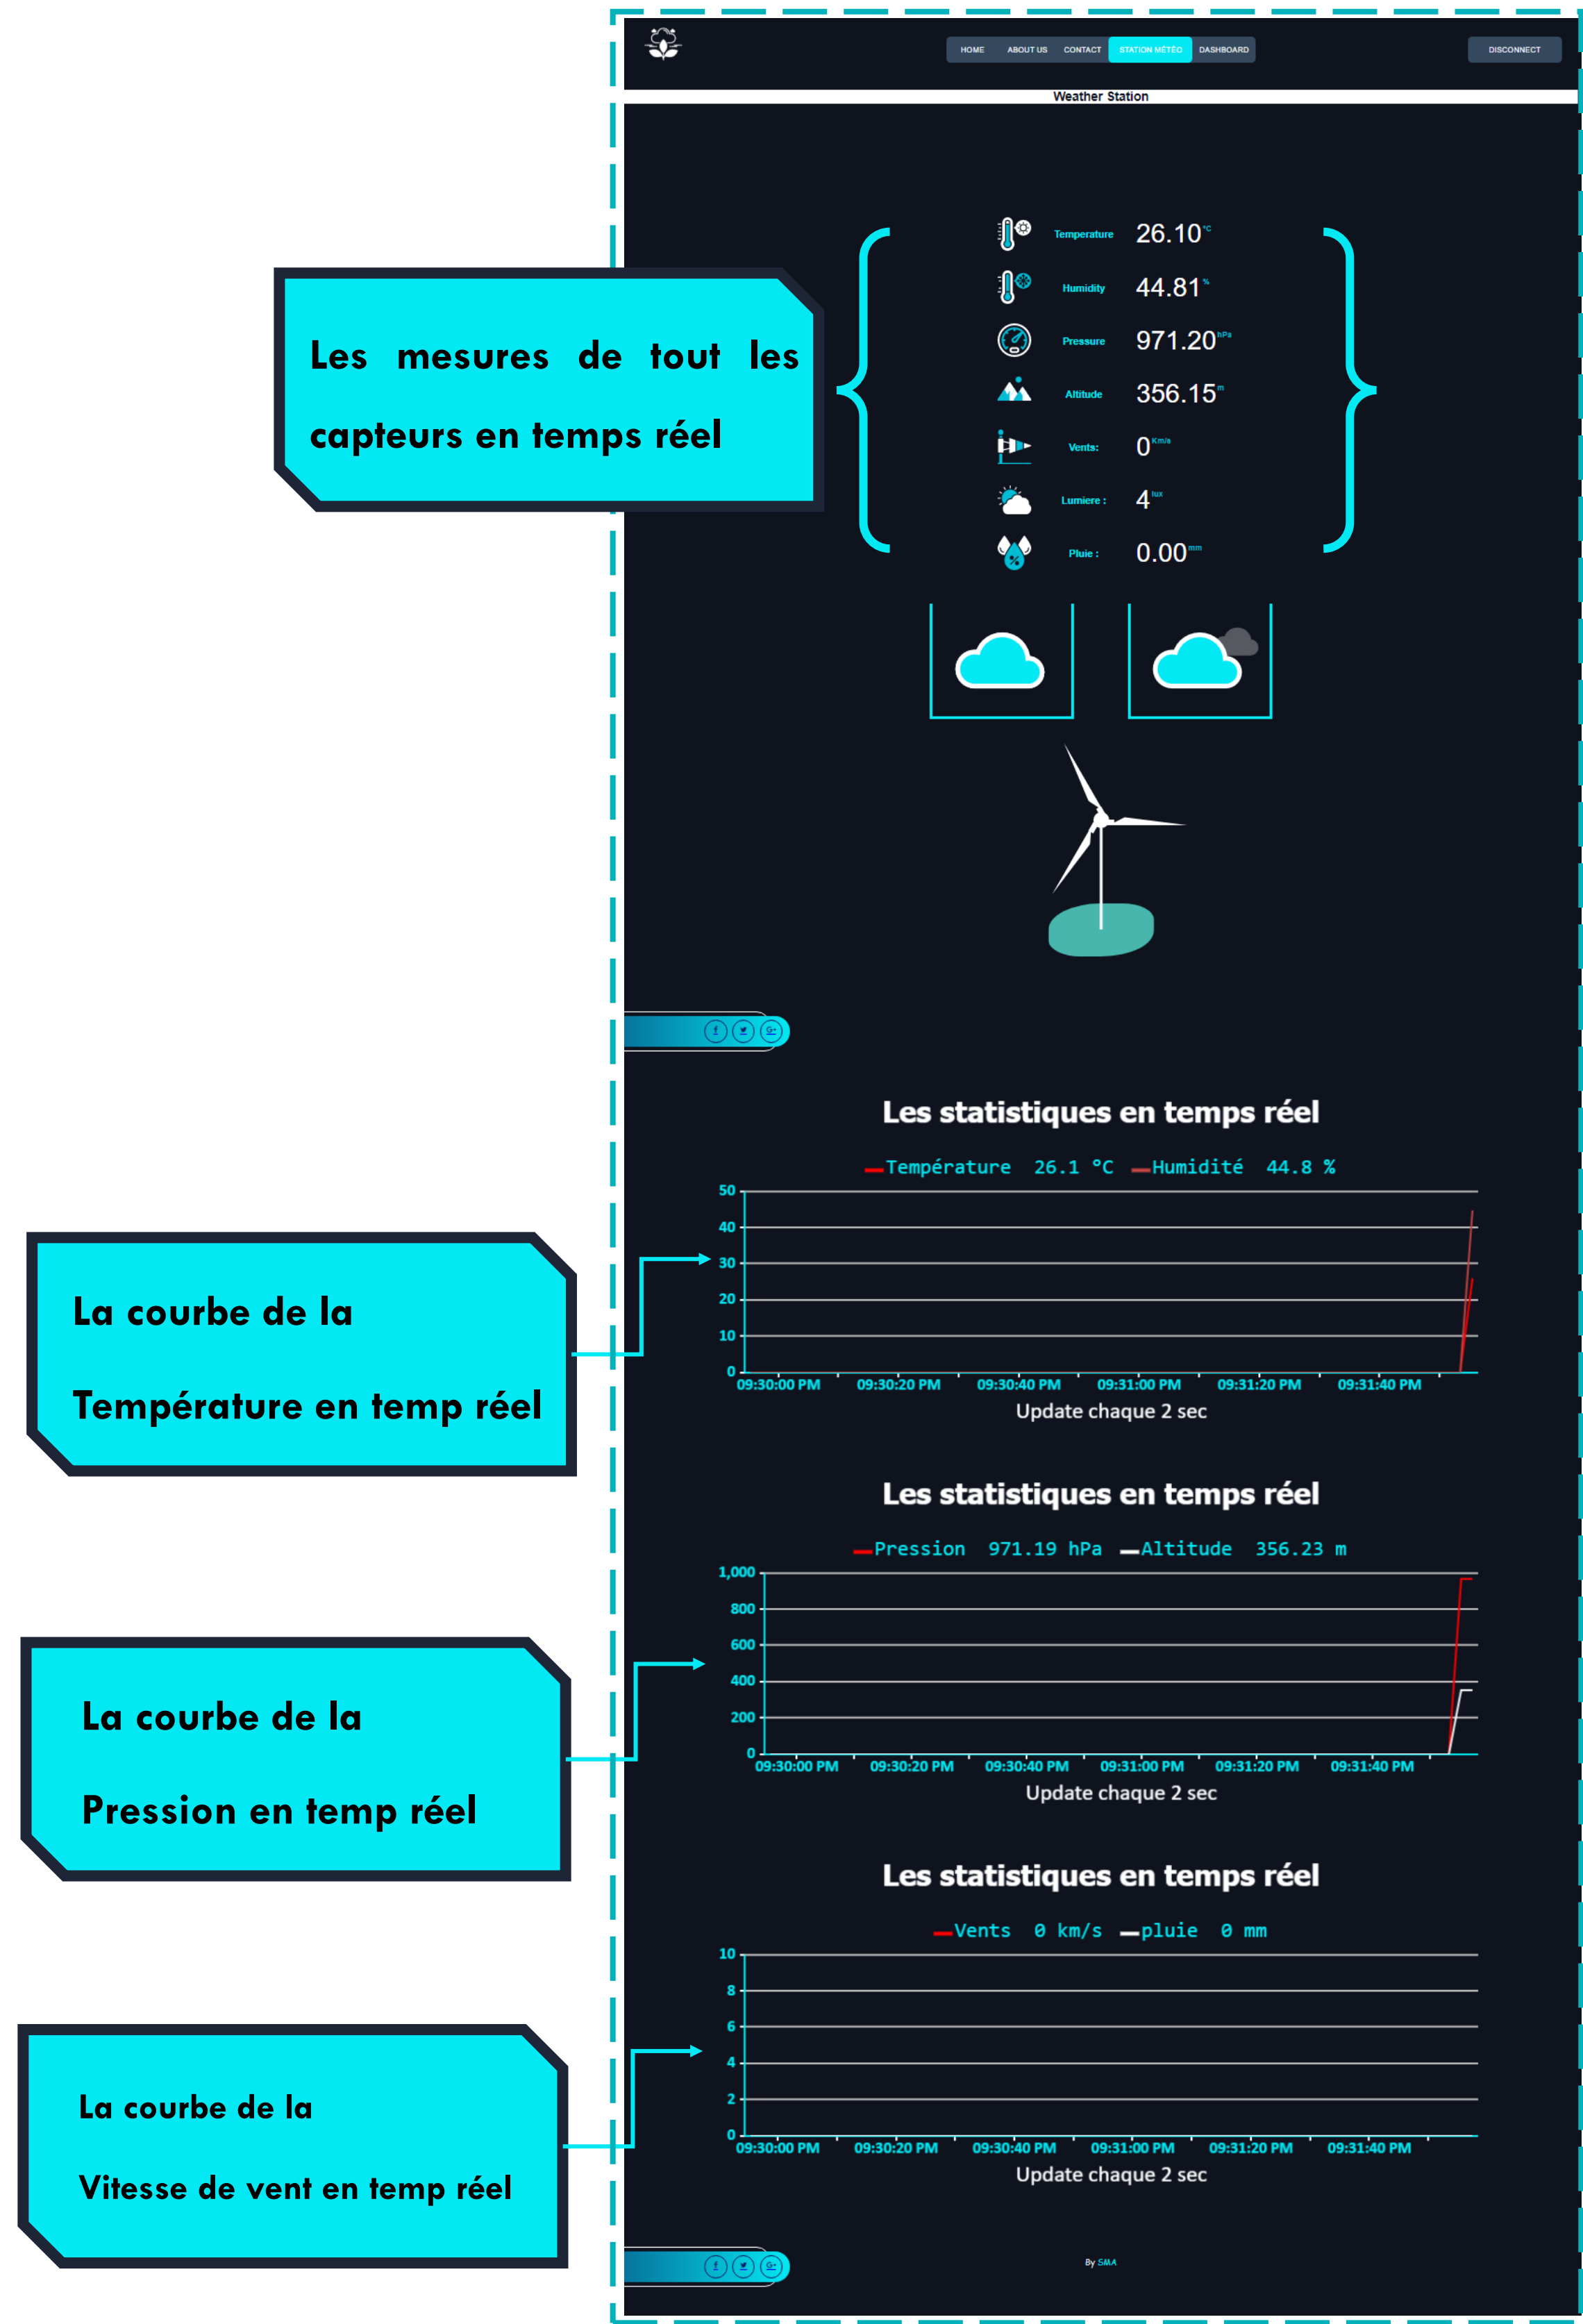 HOME ABOUT US CONTACT STATION MÉTÉO DASHBOARD DISCONNECT
Weather Station
Temperature 26.10 °C
Humidity 44.81 %
Pressure 971.20 hPa
Altitude 356.15 m
Vents: 0 Km/s
Lumiere : 4 lux
Pluie : 0.00 mm
Les mesures de tout les
capteurs en temps réel
Les statistiques en temps réel
Température 26.1 °C Humidité 44.8 %
50
40
30
20
10
0
09:30:00 PM 09:30:20 PM 09:30:40 PM 09:31:00 PM 09:31:20 PM 09:31:40 PM
Update chaque 2 sec
La courbe de la
Température en temp réel
Les statistiques en temps réel
Pression 971.19 hPa Altitude 356.23 m
1,000
800
600
400
200
0
09:30:00 PM 09:30:20 PM 09:30:40 PM 09:31:00 PM 09:31:20 PM 09:31:40 PM
Update chaque 2 sec
La courbe de la
Pression en temp réel
Les statistiques en temps réel
Vents 0 km/s pluie 0 mm
10
8
6
4
2
0
09:30:00 PM 09:30:20 PM 09:30:40 PM 09:31:00 PM 09:31:20 PM 09:31:40 PM
Update chaque 2 sec
La courbe de la
Vitesse de vent en temp réel
By SMA